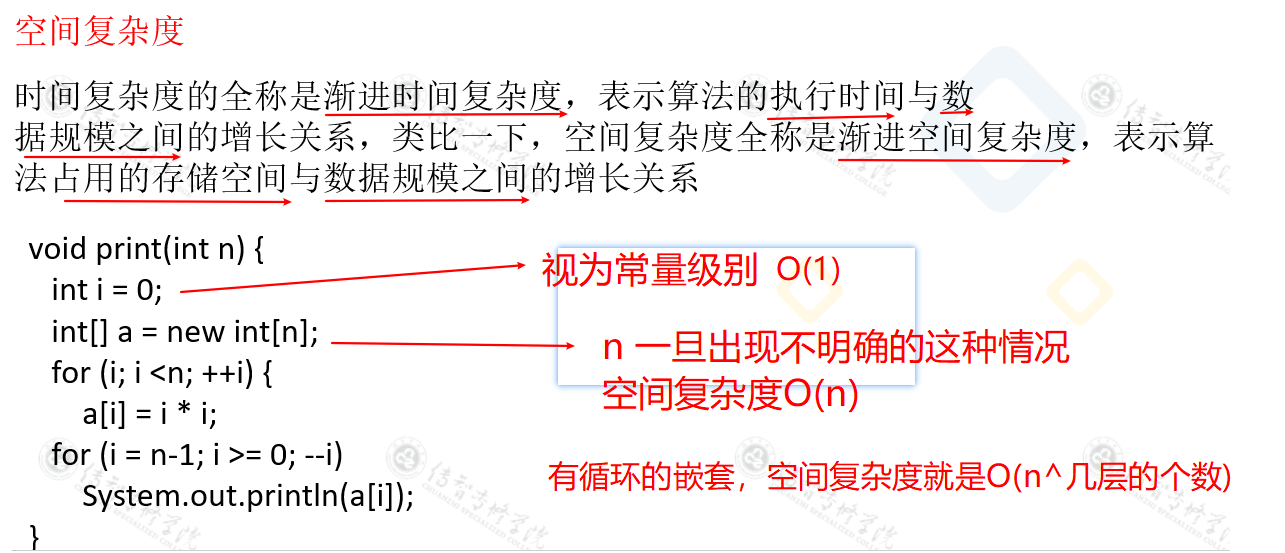 空间复杂度
时间复杂度的全称是渐进时间复杂度，表示算法的执行时间与数
据规模之间的增长关系，类比一下，空间复杂度全称是渐进空间复杂度，表示算
法占用的存储空间与数据规模之间的增长关系
void print(int n) {
int i = 0;
视为常量级别 O(1)
int[] a = new int[n];
n 一旦出现不明确的这种情况
for (i; i <n; ++i) {
空间复杂度O(n)
a[i] = i * i;
for (i = n-1; i >= 0; --i)
有循环的嵌套，空间复杂度就是O(n^几层的个数)
System.out.println(a[i]);
}